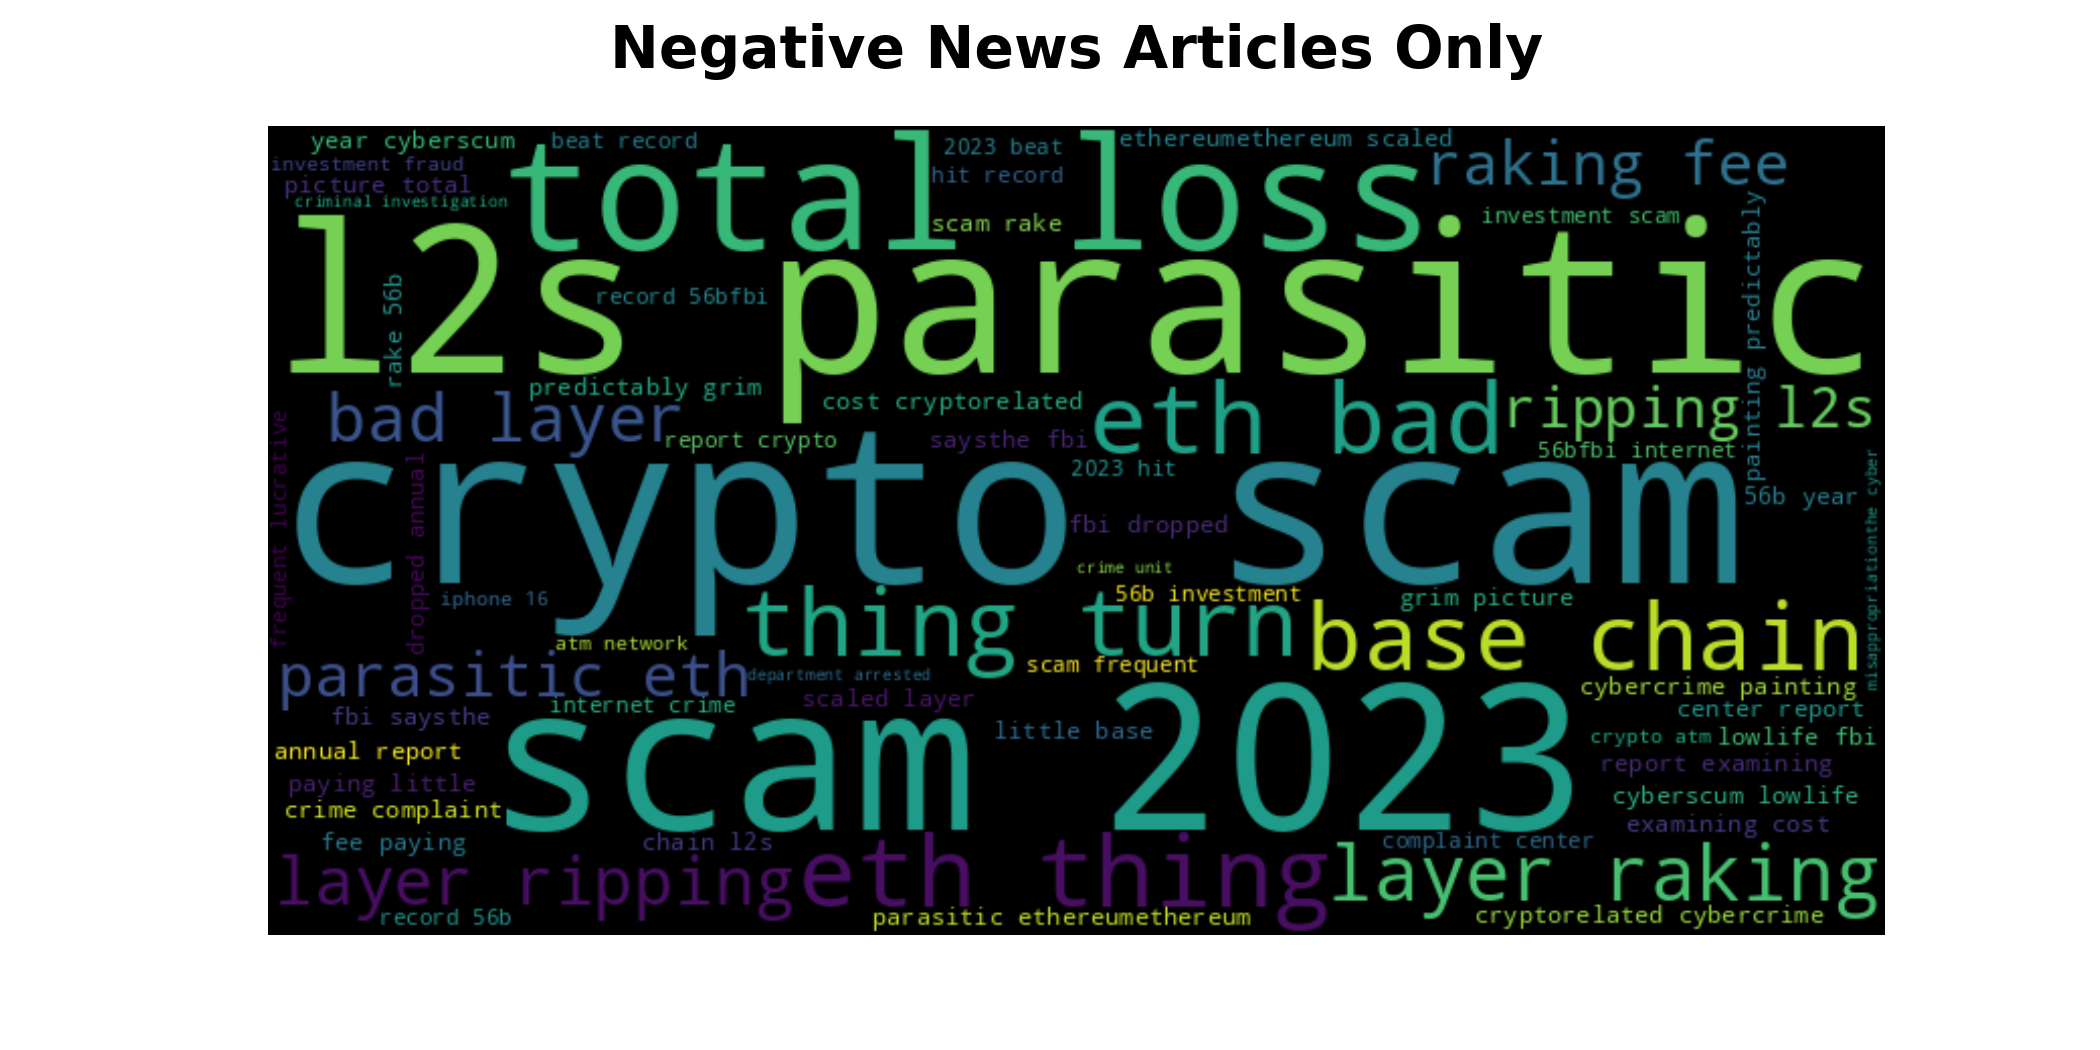 Negative News Articles Only
year cyberscum
beat record
2023 beat
ethereumethereum scaled
investment fraud
picture total
criminal investigation
total loss
hit record
raking fee
scam rake
investment scam
l2s parasitic
rake 56b
record 56bfbi
painting predictably
predictably grim
cost cryptorelated
bad layer
eth bad
ripping l2s
report crypto
saysthe fbi
56bfbi internet
frequent lucrative
dropped annual
crypto scam
2023 hit
56b year
fbi dropped
misappropriationthe cyber
crime unit
iphone 16
56b investment
grim picture
thing turn
base chain
atm network
parasitic eth
department arrested
scam frequent
cybercrime painting
internet crime
scaled layer
fbi saysthe
center report
scam 2023
little base
crypto atm
lowlife fbi
annual report
report examining
paying little
cyberscum lowlife
crime complaint
examining cost
fee paying
chain l2s
complaint center
layer ripping
eth thing
layer raking
record 56b
parasitic ethereumethereum
cryptorelated cybercrime